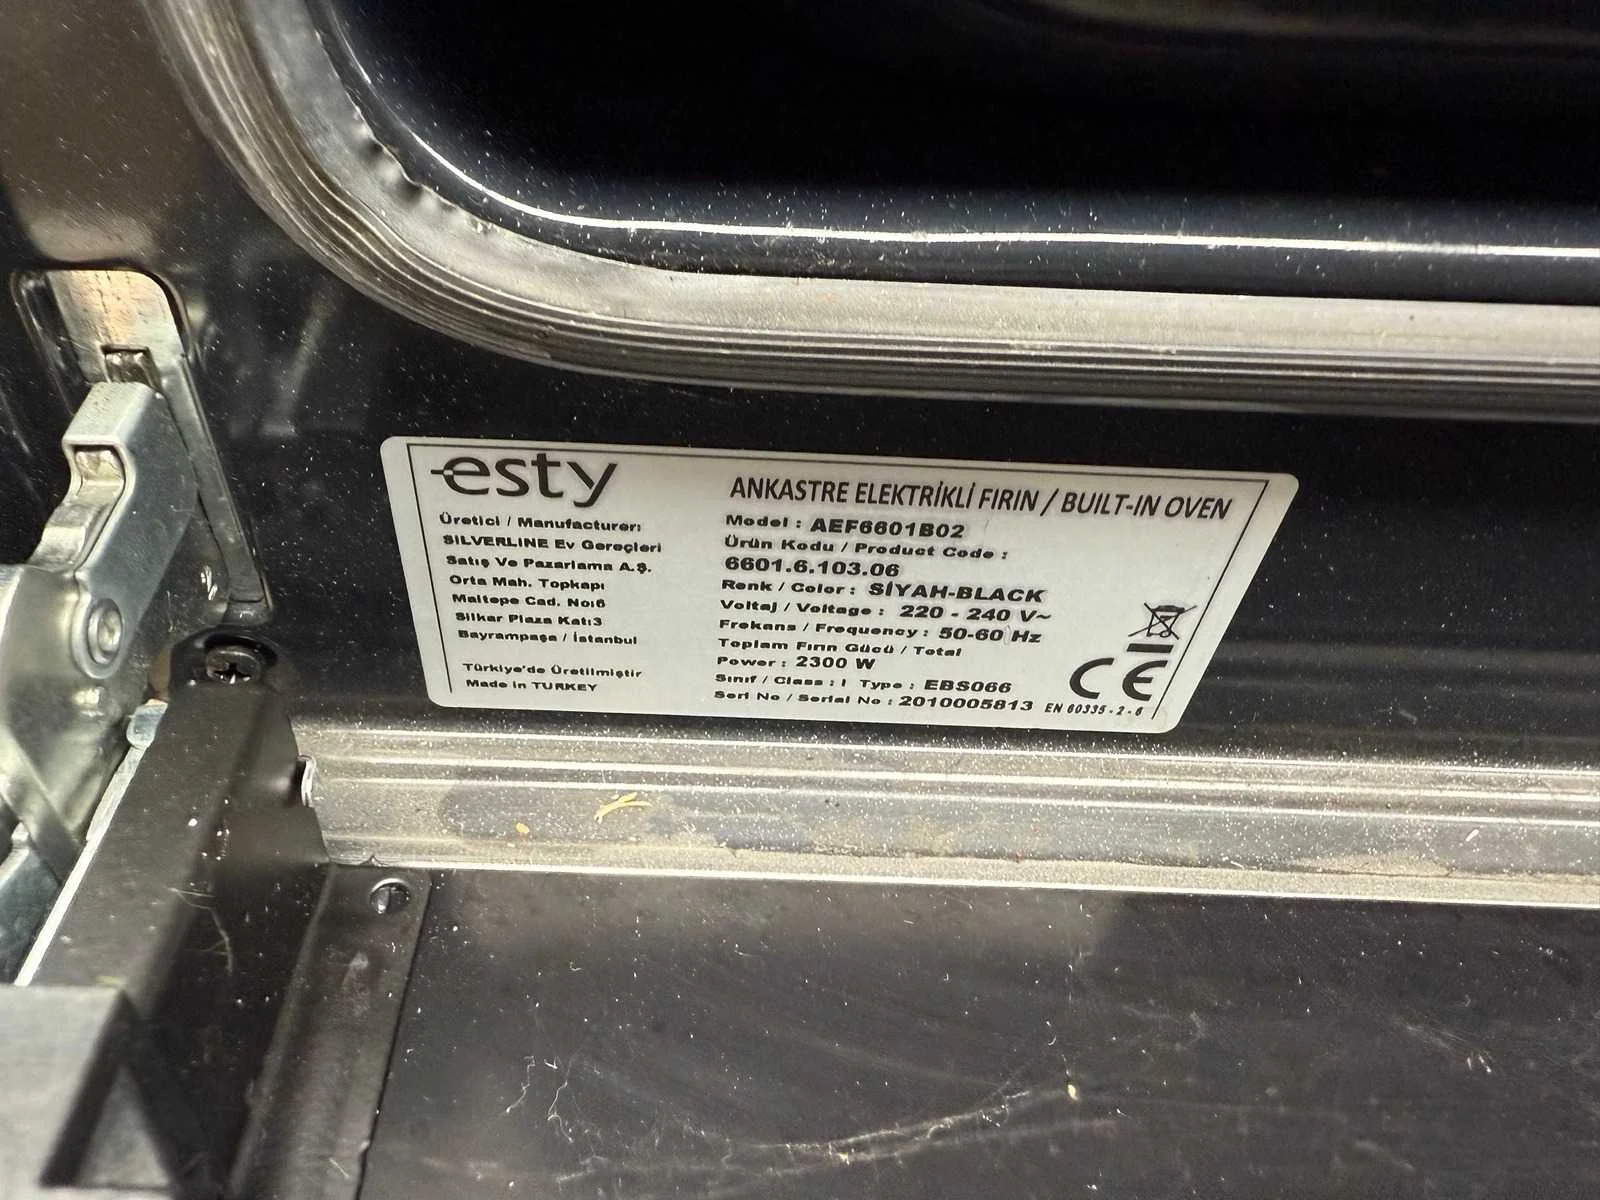 esty
ANKASTRE ELEKTRİKLİ FIRIN / BUILT-IN OVEN
Üretici / Manufacturer:
SILVERLINE Ev Gereçleri
Satış Ve Pazarlama A.Ş.
Orta Mah. Topkapı
Maltepe Cad. No:6
Silkar Plaza Kat:3
Bayrampaşa / İstanbul
Türkiye'de Üretilmiştir
Made in TURKEY
Model : AEF6601B02
Ürün Kodu / Product Code :
6601.6.103.06
Renk / Color : SİYAH-BLACK
Voltaj / Voltage : 220 - 240 V~
Frekans / Frequency : 50-60 Hz
Toplam Fırın Gücü / Total
Power : 2300 W
Sınıf / Class : I Type : EBS066
Seri No / Serial No : 2010005813
CE
EN 60335-2-6